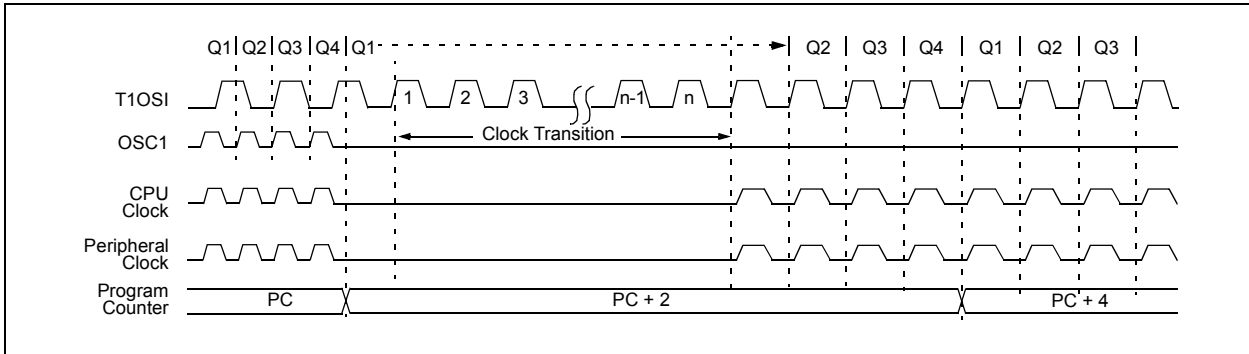 Q1 Q2 Q3 Q4 Q1 Q2 Q3 Q4 Q1 Q2 Q3
T1OSI 1 2 3 n-1 n
Clock Transition
OSC1
CPU
Clock
Peripheral
Clock
Program
Counter
PC PC + 2 PC + 4